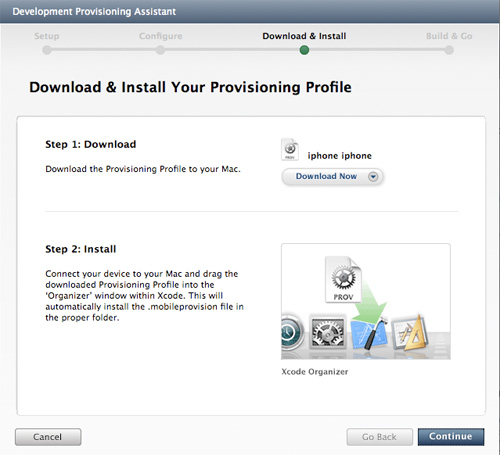 Development Provisioning Assistant
Setup Configure Download & Install Build & Go
Download & Install Your Provisioning Profile
Step 1: Download
Download the Provisioning Profile to your Mac.
PROV
iphone iphone
Download Now
Step 2: Install
Connect your device to your Mac and drag the
downloaded Provisioning Profile into the
'Organizer' window within Xcode. This will
automatically install the .mobileprovision file in
the proper folder.
PROV
Xcode Organizer
Cancel Go Back Continue